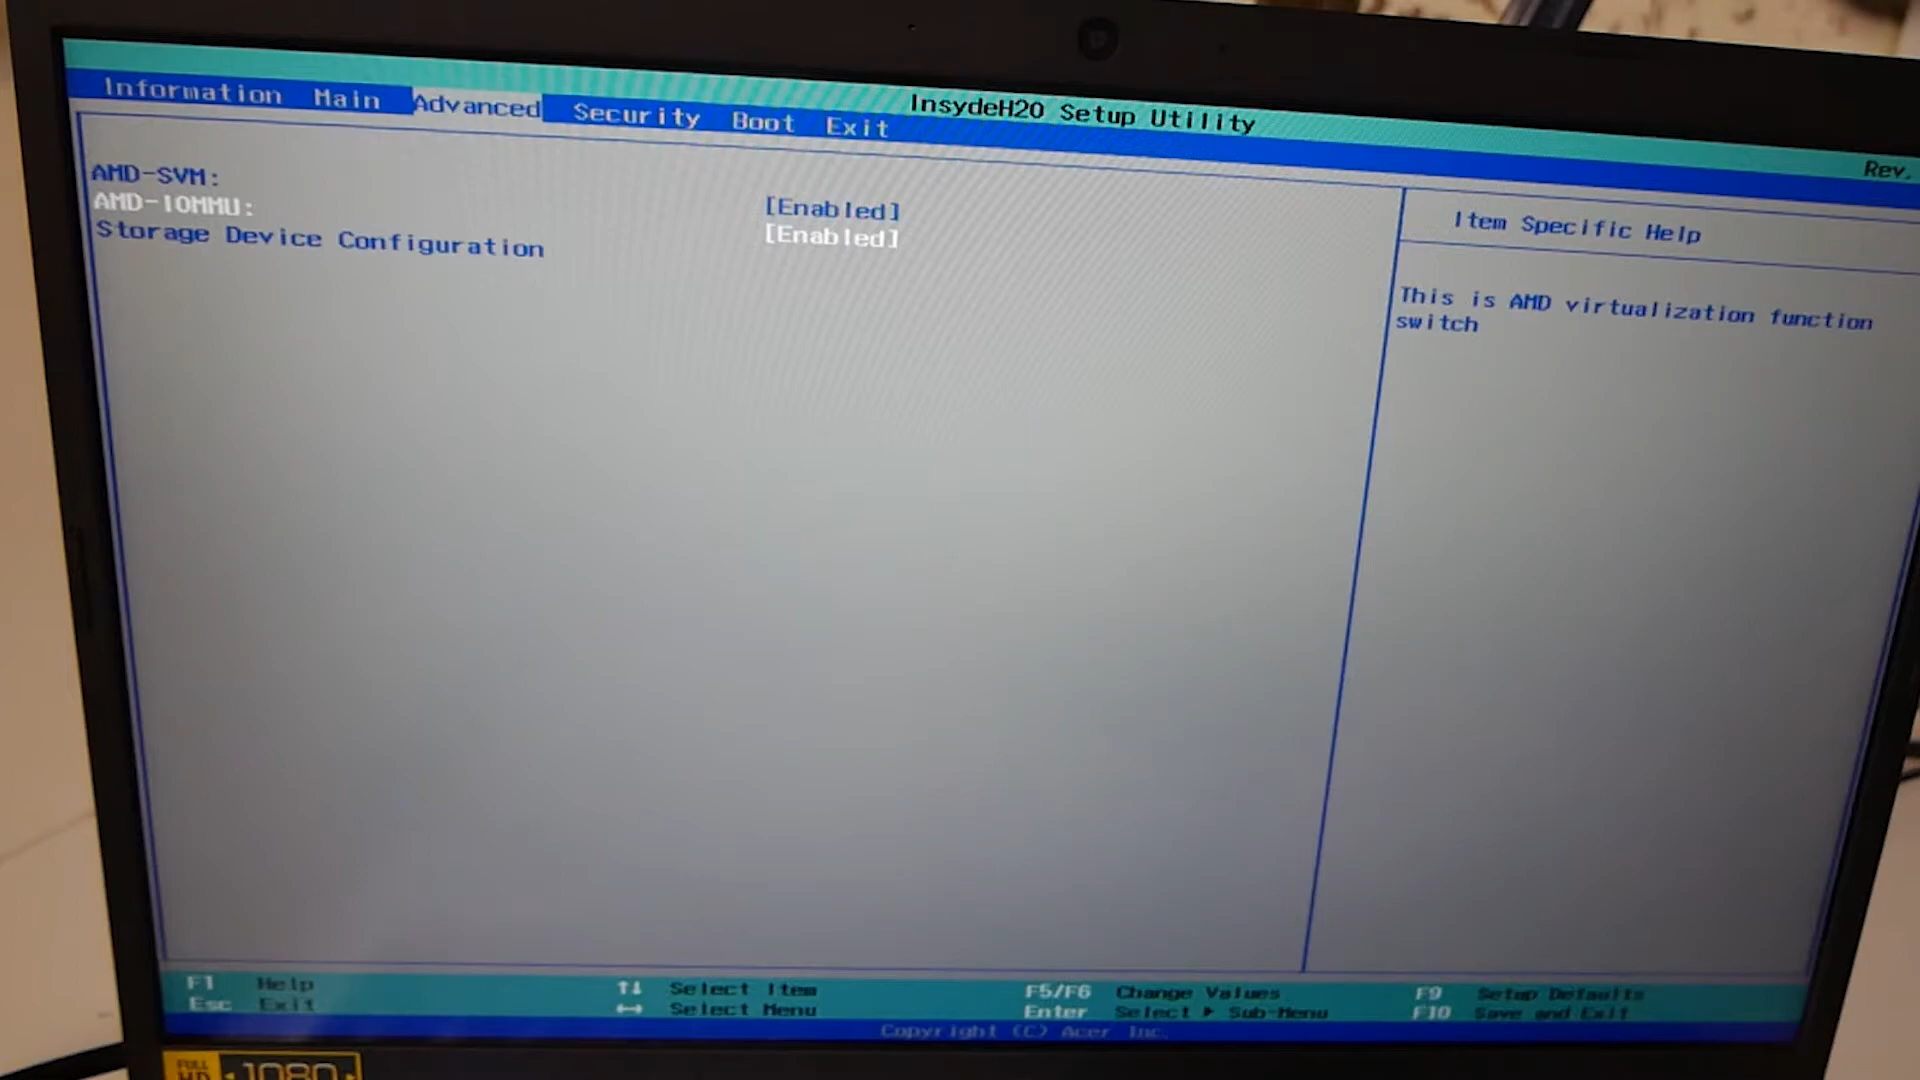 InsydeH20 Setup Utility
Rev.
Information Main Advanced Security Boot Exit
AMD-SVM: [Enabled]
AMD-IOMMU: [Enabled]
Storage Device Configuration
Item Specific Help
This is AMD virtualization function
switch
F1 Help ↑↓ Select Item F5/F6 Change Values F9 Setup Defaults
Esc Exit ↔ Select Menu Enter Select ▶ Sub-Menu F10 Save and Exit
Copyright (C) Acer Inc.
FULL
HD 1080